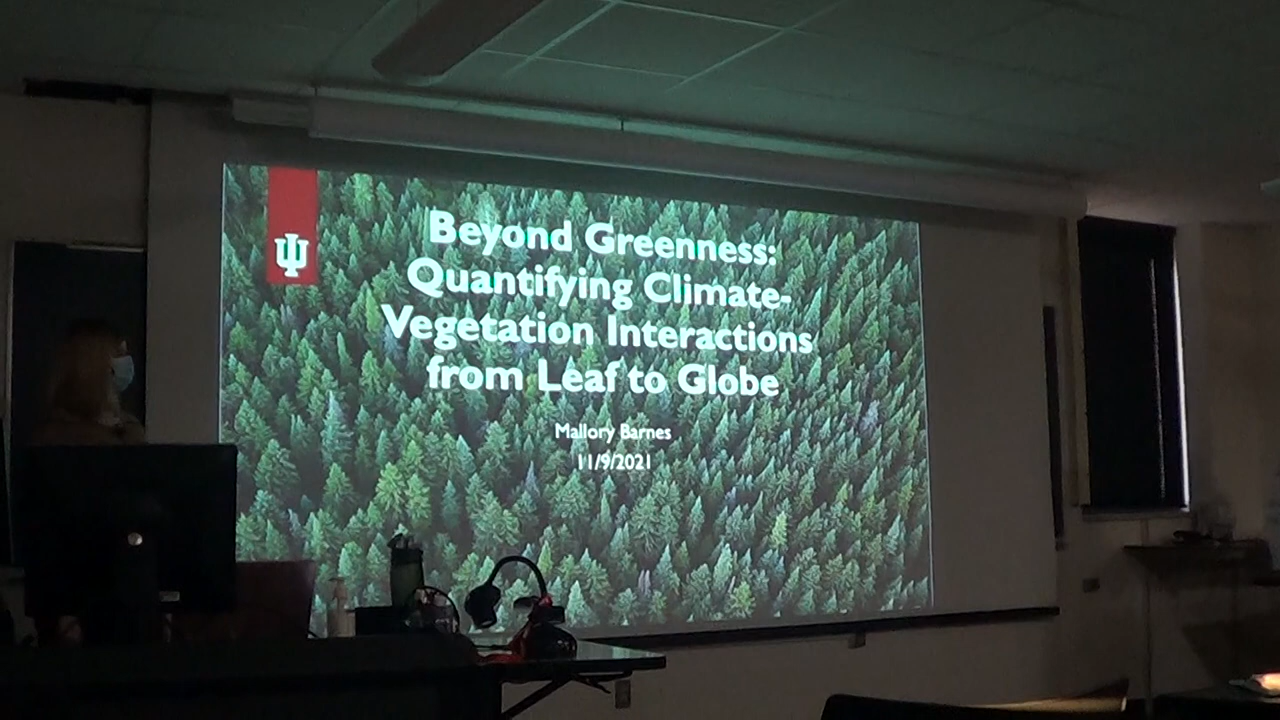 Beyond Greenness:
Quantifying Climate-
Vegetation Interactions
from Leaf to Globe
Mallory Barnes
11/9/2021